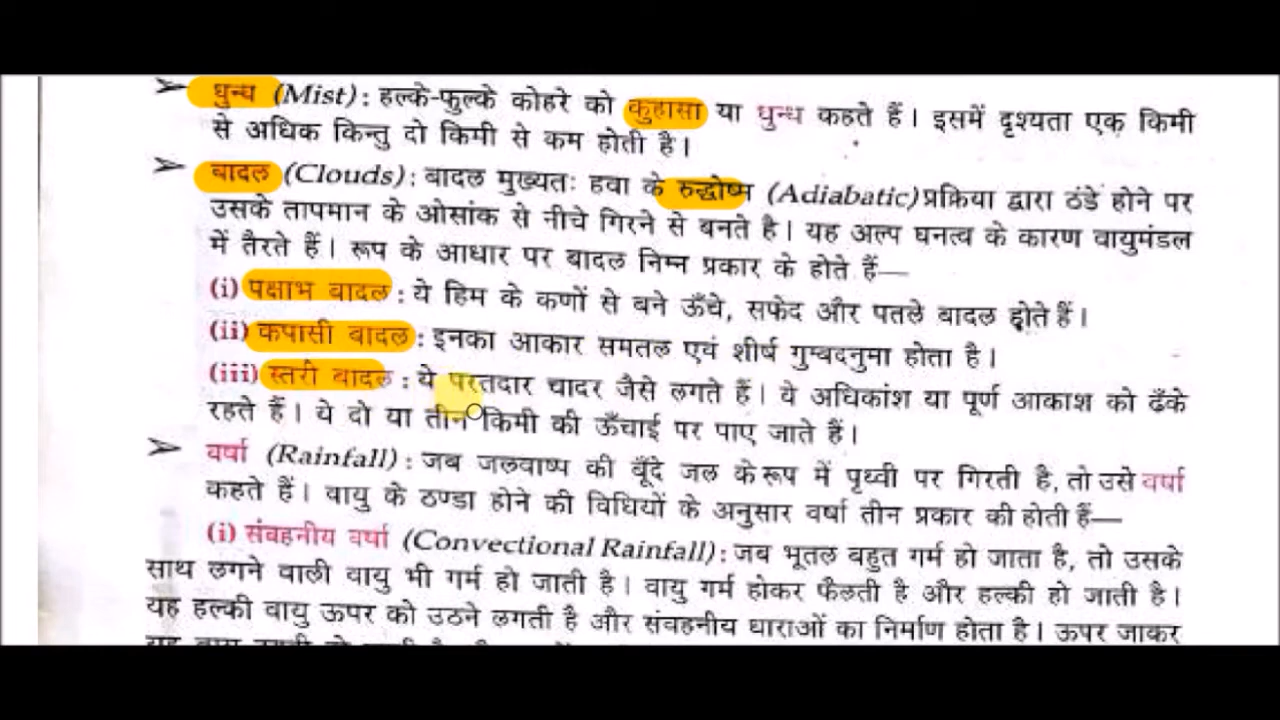 ➢ धुन्ध (Mist) : हल्के-फुल्के कोहरे को कुहासा या धुन्ध कहते हैं। इसमें दृश्यता एक किमी
से अधिक किन्तु दो किमी से कम होती है।
➢ बादल (Clouds) : बादल मुख्यतः हवा के रुद्धोष्म (Adiabatic) प्रक्रिया द्वारा ठंडे होने पर
उसके तापमान के ओसांक से नीचे गिरने से बनते है। यह अल्प घनत्व के कारण वायुमंडल
में तैरते हैं। रूप के आधार पर बादल निम्न प्रकार के होते हैं—
(i) पक्षाभ बादल : ये हिम के कणों से बने ऊँचे, सफेद और पतले बादल होते हैं।
(ii) कपासी बादल : इनका आकार समतल एवं शीर्ष गुम्बदनुमा होता है।
(iii) स्तरी बादल : ये परतदार चादर जैसे लगते हैं। ये अधिकांश या पूर्ण आकाश को ढँके
रहते हैं। ये दो या तीन किमी की ऊँचाई पर पाए जाते हैं।
➢ वर्षा (Rainfall) : जब जलवाष्प की बूँदे जल के रूप में पृथ्वी पर गिरती है, तो उसे वर्षा
कहते हैं। वायु के ठण्डा होने की विधियों के अनुसार वर्षा तीन प्रकार की होती हैं—
(i) संवहनीय वर्षा (Convectional Rainfall) : जब भूतल बहुत गर्म हो जाता है, तो उसके
साथ लगने वाली वायु भी गर्म हो जाती है। वायु गर्म होकर फैलती है और हल्की हो जाती है।
यह हल्की वायु ऊपर को उठने लगती है और संवहनीय धाराओं का निर्माण होता है। ऊपर जाकर